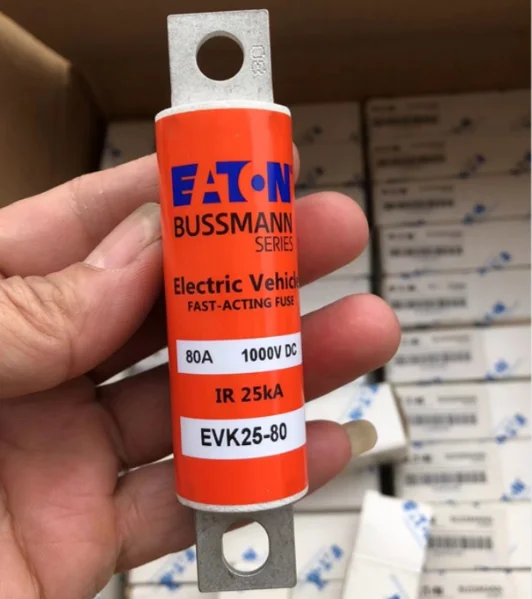 EATON
BUSSMANN
SERIES
Electric Vehicle
FAST-ACTING FUSE
80A 1000V DC
IR 25kA
EVK25-80